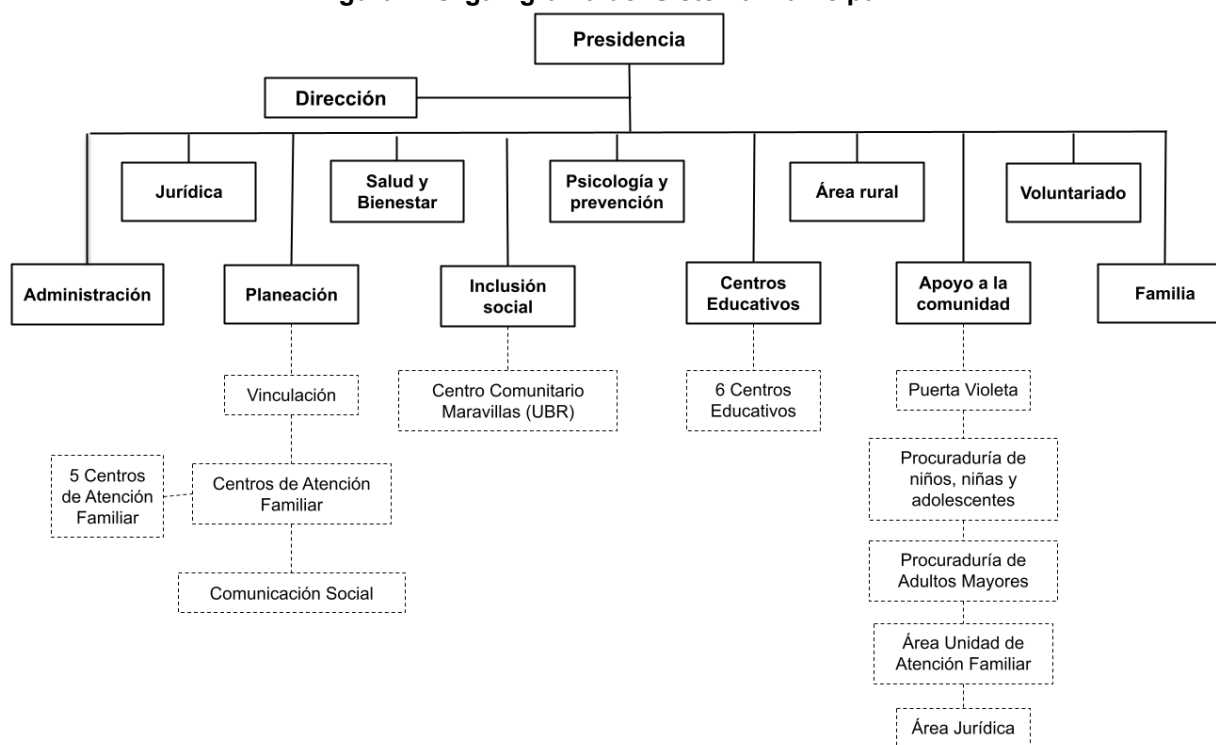 Presidencia
Dirección
Jurídica
Salud y
Bienestar
Psicología y
prevención
Área rural
Voluntariado
Administración
Planeación
Inclusión
social
Centros
Educativos
Apoyo a la
comunidad
Familia
Vinculación
Centro Comunitario
Maravillas (UBR)
6 Centros
Educativos
Puerta Violeta
5 Centros
de Atención
Familiar
Centros de Atención
Familiar
Procuraduría de
niños, niñas y
adolescentes
Comunicación Social
Procuraduría de
Adultos Mayores
Área Unidad de
Atención Familiar
Área Jurídica